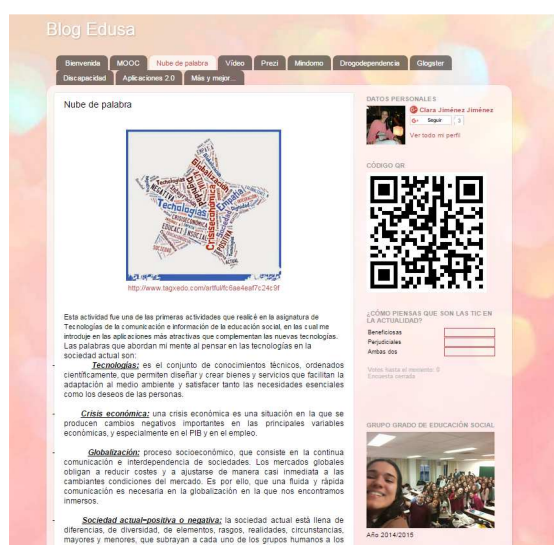 Blog Edusa
Bienvenida MOOC Nube de palabra Vídeo Prezi Mindomo Drogodependencia Glogster
Discapacidad Aplicaciones 2.0 Más y mejor...
Nube de palabra
Globalización
Tecnologías
Crisiseconómica
Empatía
Sociedad
Dignidad
NEGATIVA
POSITIVA
ACTUAL
http://www.tagxedo.com/artful/fc6ae4eaf7c24c9f
Esta actividad fue una de las primeras actividades que realicé en la asignatura de
Tecnologías de la comunicación e información de la educación social, en las cual me
introduje en las aplicaciones más atractivas que complementan las nuevas tecnologías.
Las palabras que abordan mi mente al pensar en las tecnologías en la
sociedad actual son:
- Tecnologías: es el conjunto de conocimientos técnicos, ordenados
científicamente, que permiten diseñar y crear bienes y servicios que facilitan la
adaptación al medio ambiente y satisfacer tanto las necesidades esenciales
como los deseos de las personas.
- Crisis económica: una crisis económica es una situación en la que se
producen cambios negativos importantes en las principales variables
económicas, y especialmente en el PIB y en el empleo.
- Globalización: proceso socioeconómico, que consiste en la continua
comunicación e interdependencia de sociedades. Los mercados globales
obligan a reducir costes y a ajustarse de manera casi inmediata a las
cambiantes condiciones del mercado. Es por ello, que una fluida y rápida
comunicación es necesaria en la globalización en la que nos encontramos
inmersos.
- Sociedad actual=positiva o negativa: la sociedad actual está llena de
diferencias, de diversidad, de elementos, rasgos, realidades, circunstancias,
mayores y menores, que subrayan a cada uno de los grupos humanos a los
DATOS PERSONALES
Clara Jiménez Jiménez
G+ Seguir 3
Ver todo mi perfil
CÓDIGO QR
¿CÓMO PIENSAS QUE SON LAS TIC EN
LA ACTUALIDAD?
Beneficiosas
Perjudiciales
Ambas dos
Votos hasta el momento: 0
Encuesta cerrada
GRUPO GRADO DE EDUCACIÓN SOCIAL
Año 2014/2015